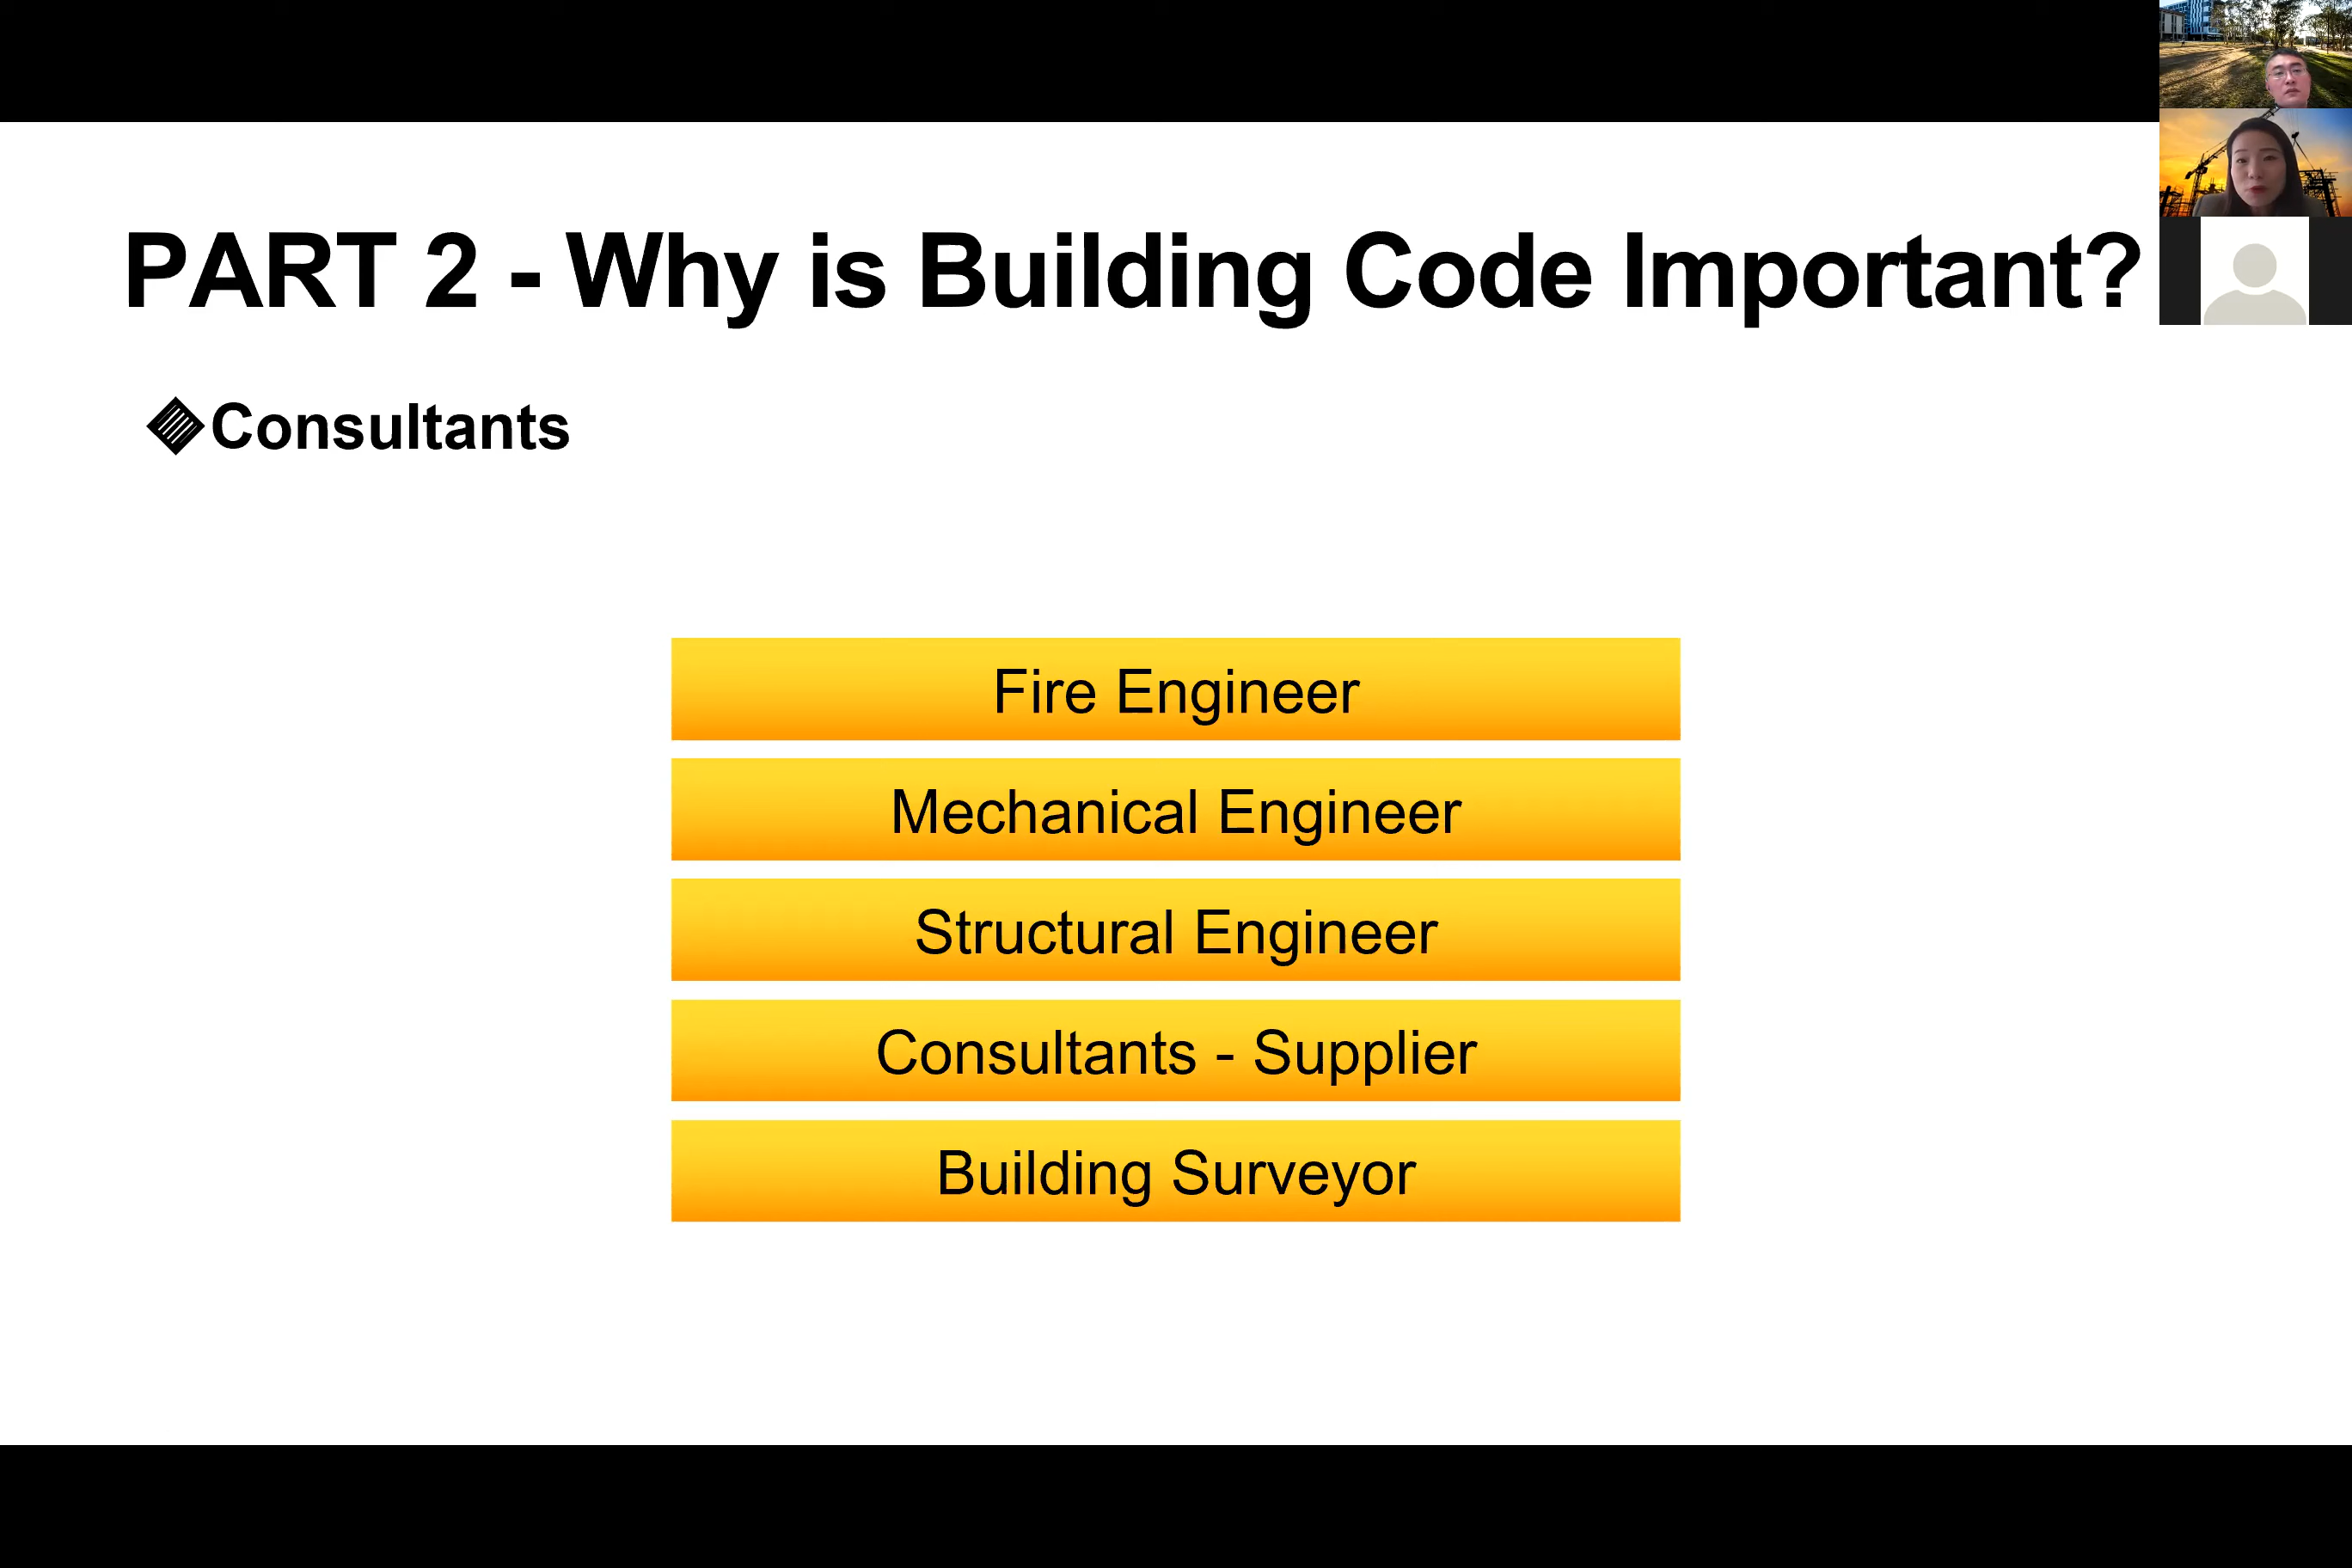 PART 2 - Why is Building Code Important?
Consultants
Fire Engineer
Mechanical Engineer
Structural Engineer
Consultants - Supplier
Building Surveyor